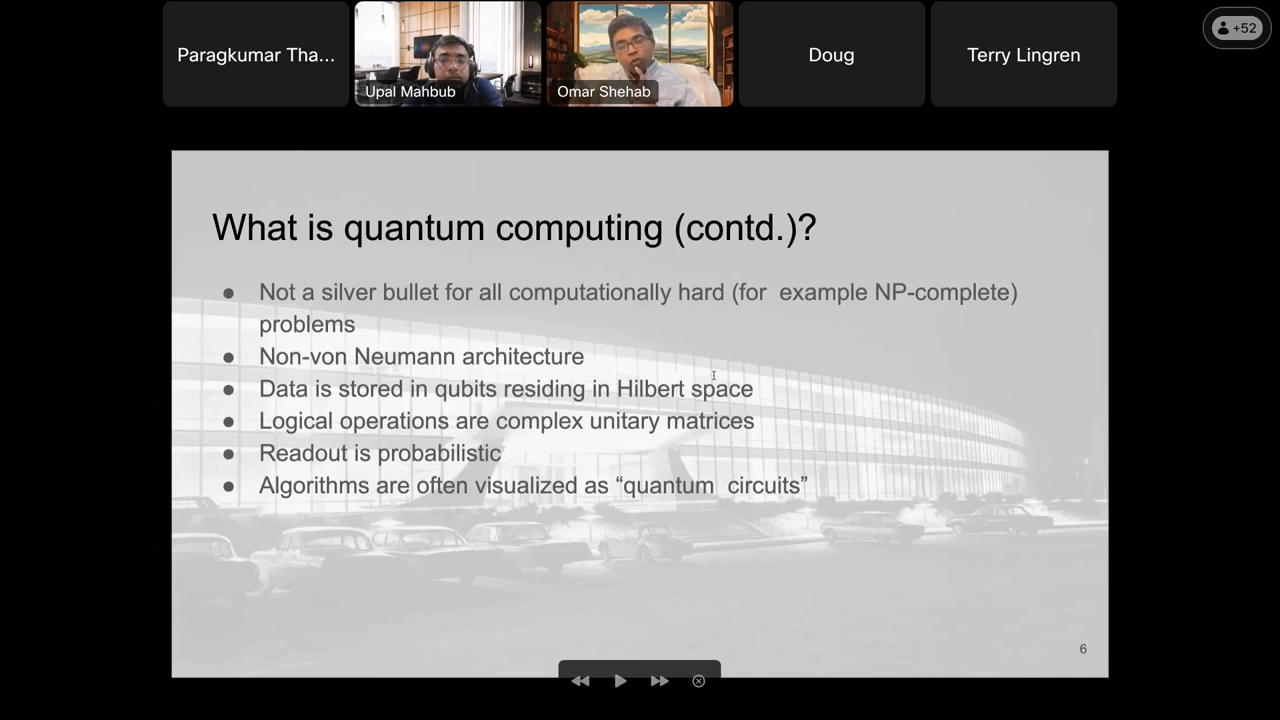 Paragkumar Tha...
Upal Mahbub
Omar Shehab
Doug
Terry Lingren
+52
What is quantum computing (contd.)?
● Not a silver bullet for all computationally hard (for  example NP-complete)
problems
● Non-von Neumann architecture
● Data is stored in qubits residing in Hilbert space
● Logical operations are complex unitary matrices
● Readout is probabilistic
● Algorithms are often visualized as “quantum  circuits”
6